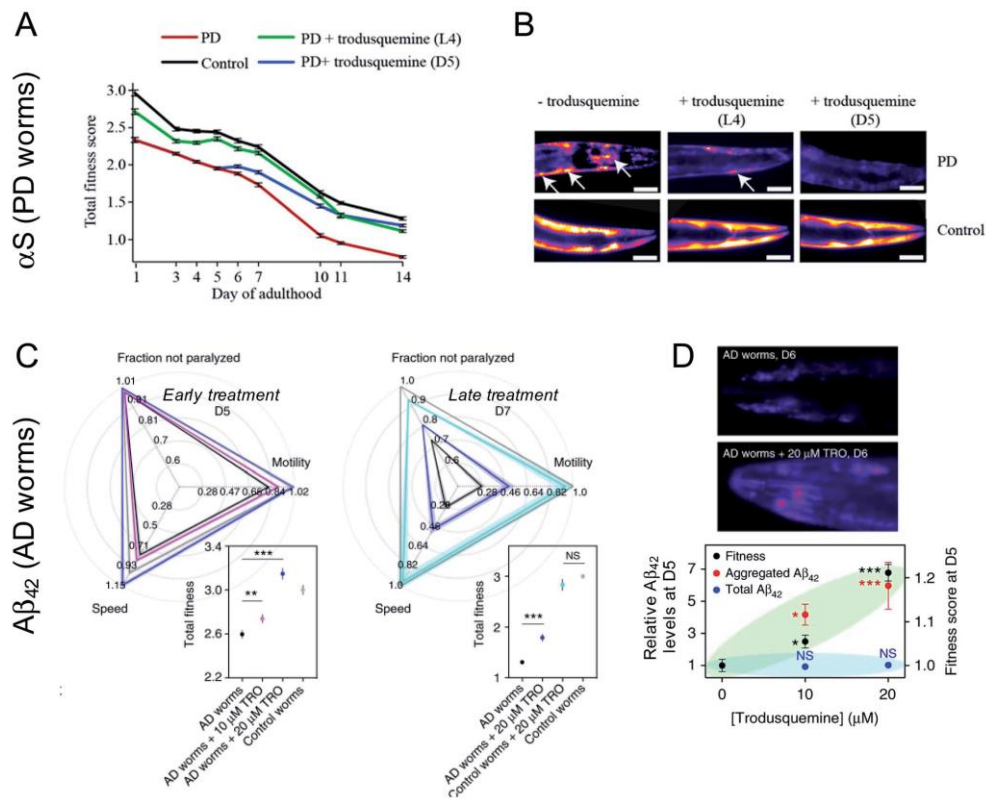 A
PD
PD + trodusquemine (L4)
Control
PD+ trodusquemine (D5)
αS (PD worms)
Total fitness score
3.0
2.5
2.0
1.5
1.0
1 3 4 5 6 7 10 11 14
Day of adulthood
B
- trodusquemine
+ trodusquemine
(L4)
+ trodusquemine
(D5)
PD
Control
C
Aβ42 (AD worms)
Fraction not paralyzed
1.01
Early treatment
0.91
D5
0.81
0.7
0.6
Motility
0.28 0.47 0.66 0.84 1.02
0.5
0.71
0.93
1.15
Speed
Total fitness
3.4
3.0
2.6
2.2
***
**
AD worms
AD worms + 10 μM TRO
AD worms + 20 μM TRO
Control worms
Fraction not paralyzed
1.0
Late treatment
0.9
D7
0.8
0.7
Motility
0.28 0.46 0.64 0.82 1.0
0.46
0.64
0.82
1.0
Speed
Total fitness
3
2
1
NS
***
AD worms
AD worms + 20 μM TRO
Control worms + 20 μM TRO
Control worms
D
AD worms, D6
AD worms + 20 μM TRO, D6
Relative Aβ42
levels at D5
7
5
3
1
Fitness
Aggregated Aβ42
Total Aβ42
***
***
*
*
NS
NS
1.2
1.1
1.0
Fitness score at D5
0 10 20
[Trodusquemine] (μM)